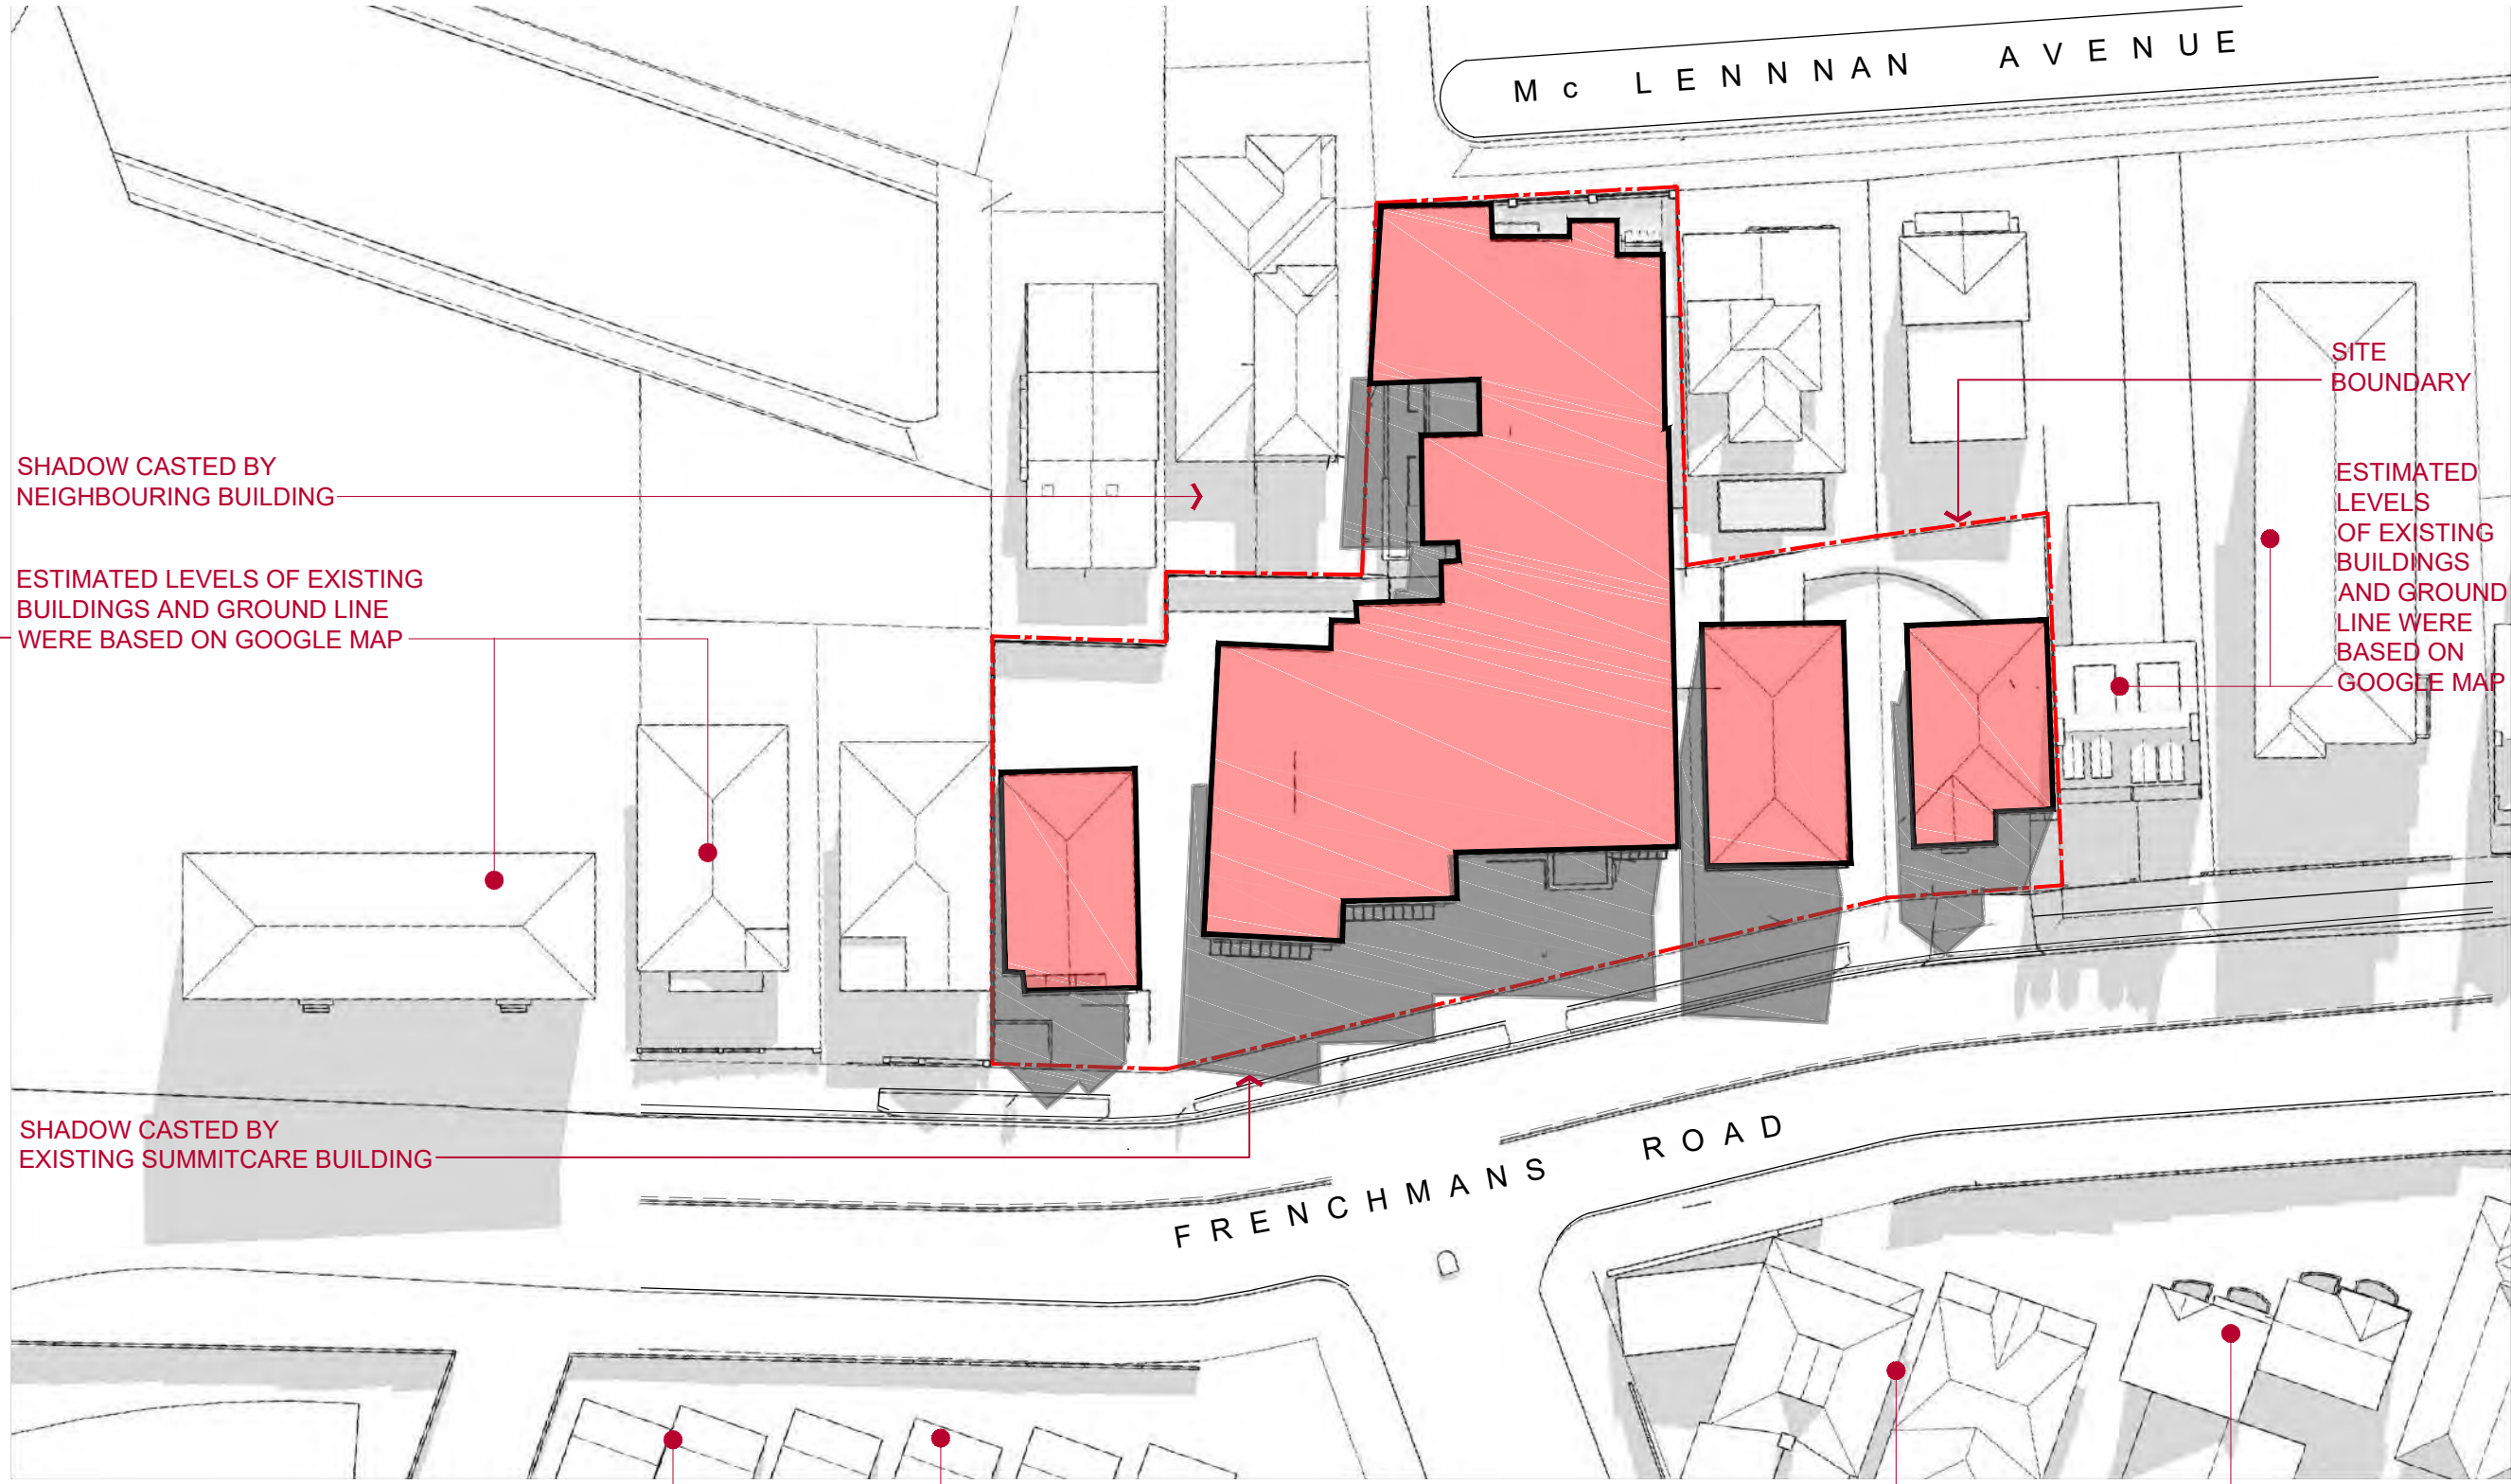 Mc LENNNAN AVENUE
SITE
BOUNDARY
SHADOW CASTED BY
NEIGHBOURING BUILDING
ESTIMATED
LEVELS
OF EXISTING
BUILDINGS
AND GROUND
LINE WERE
BASED ON
GOOGLE MAP
ESTIMATED LEVELS OF EXISTING
BUILDINGS AND GROUND LINE
WERE BASED ON GOOGLE MAP
SHADOW CASTED BY
EXISTING SUMMITCARE BUILDING
FRENCHMANS ROAD